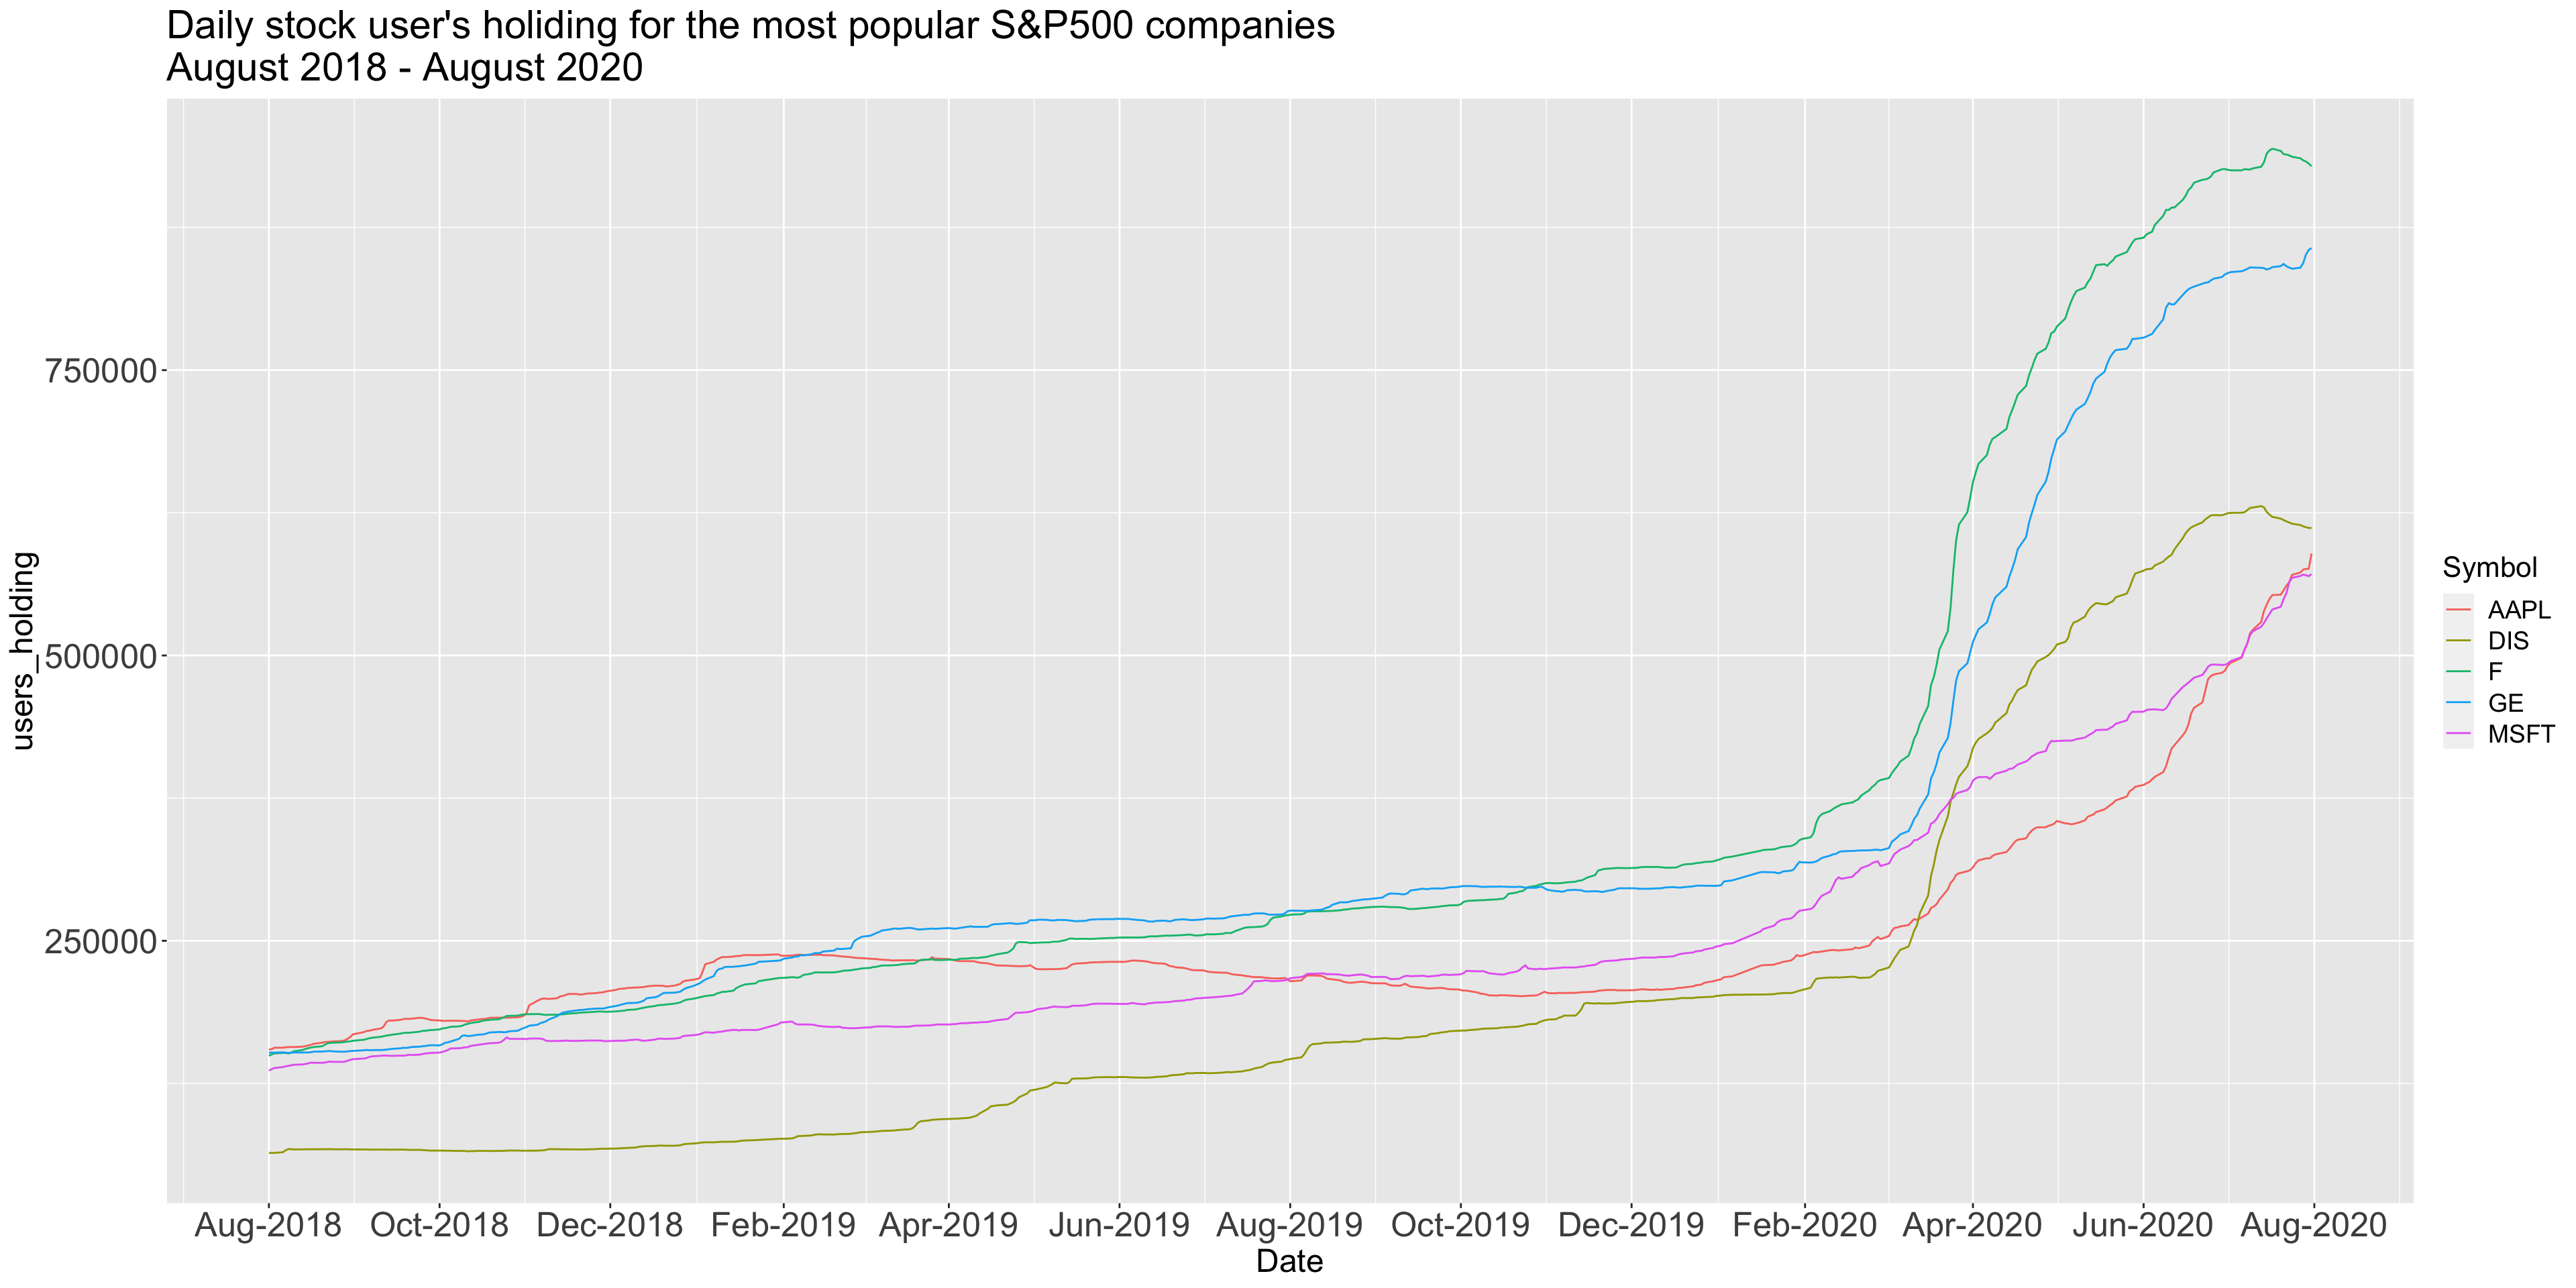 Daily stock user's holiding for the most popular S&P500 companies
August 2018 - August 2020
users_holding
750000
500000
250000
Aug-2018 Oct-2018 Dec-2018 Feb-2019 Apr-2019 Jun-2019 Aug-2019 Oct-2019 Dec-2019 Feb-2020 Apr-2020 Jun-2020 Aug-2020
Date
Symbol
AAPL
DIS
F
GE
MSFT